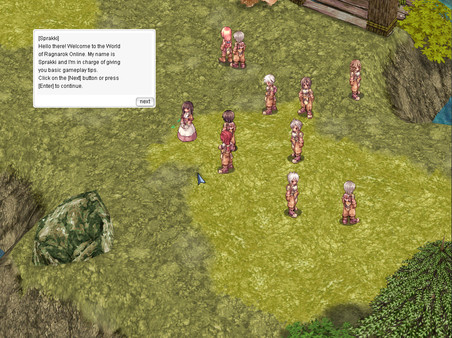 [Sprakki]
Hello there! Welcome to the World
of Ragnarok Online. My name is
Sprakki and I'm in charge of giving
you basic gameplay tips.
Click on the [Next] button or press
[Enter] to continue.
next